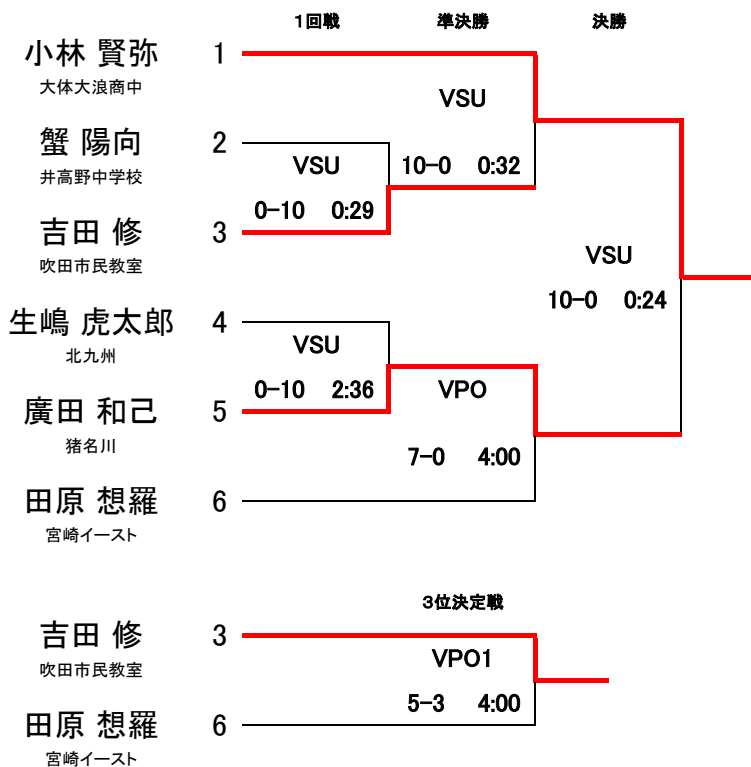 1回戦 準決勝 決勝
小林 賢弥 1
大体大浪商中
VSU
蟹 陽向 2
井高野中学校
VSU 10-0 0:32
0-10 0:29
吉田 修 3
吹田市民教室
VSU
10-0 0:24
生嶋 虎太郎 4
北九州
VSU
0-10 2:36 VPO
廣田 和己 5
猪名川
7-0 4:00
田原 想羅 6
宮崎イースト
3位決定戦
吉田 修 3
吹田市民教室
VPO1
5-3 4:00
田原 想羅 6
宮崎イースト